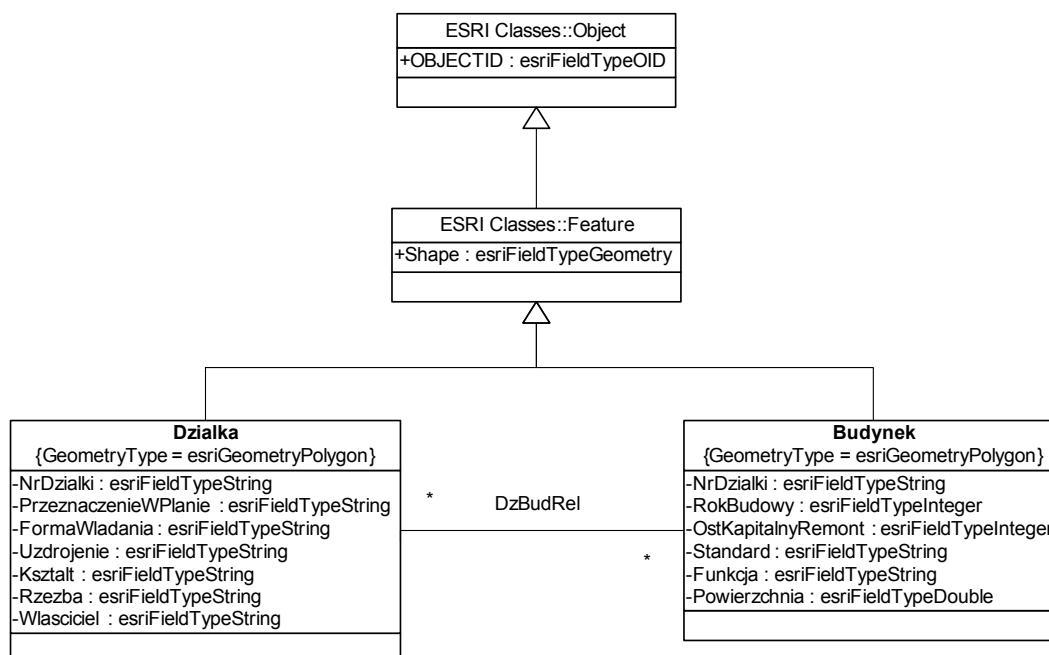 ESRI Classes::Object
+OBJECTID : esriFieldTypeOID
ESRI Classes::Feature
+Shape : esriFieldTypeGeometry
Dzialka
{GeometryType = esriGeometryPolygon}
-NrDzialki : esriFieldTypeString
-PrzeznaczenieWPlanie : esriFieldTypeString
-FormaWladania : esriFieldTypeString
-Uzdrojenie : esriFieldTypeString
-Ksztalt : esriFieldTypeString
-Rzezba : esriFieldTypeString
-Wlasciciel : esriFieldTypeString
*
DzBudRel
*
Budynek
{GeometryType = esriGeometryPolygon}
-NrDzialki : esriFieldTypeString
-RokBudowy : esriFieldTypeInteger
-OstKapitalnyRemont : esriFieldTypeInteger
-Standard : esriFieldTypeString
-Funkcja : esriFieldTypeString
-Powierzchnia : esriFieldTypeDouble